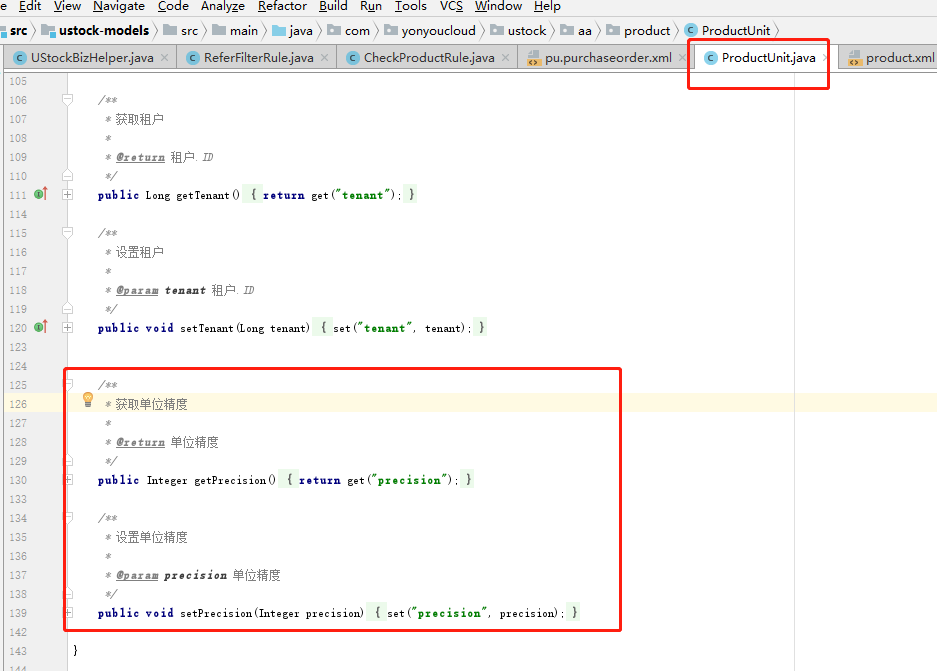 e Edit View Navigate Code Analyze Refactor Build Run Tools VCS Window Help
src ustock-models src main java com yonyoucloud ustock aa product ProductUnit
UStockBizHelper.java ReferFilterRule.java CheckProductRule.java pu.purchaseorder.xml ProductUnit.java product.xml
105
106 /**
107 * 获取租户
108 *
109 * @return 租户.ID
110 */
111 public Long getTenant() { return get("tenant"); }
114
115 /**
116 * 设置租户
117 *
118 * @param tenant 租户.ID
119 */
120 public void setTenant(Long tenant) { set("tenant", tenant); }
123
124
125 /**
126 * 获取单位精度
127 *
128 * @return 单位精度
129 */
130 public Integer getPrecision() { return get("precision"); }
133
134 /**
135 * 设置单位精度
136 *
137 * @param precision 单位精度
138 */
139 public void setPrecision(Integer precision) { set("precision", precision); }
142
143 }
144